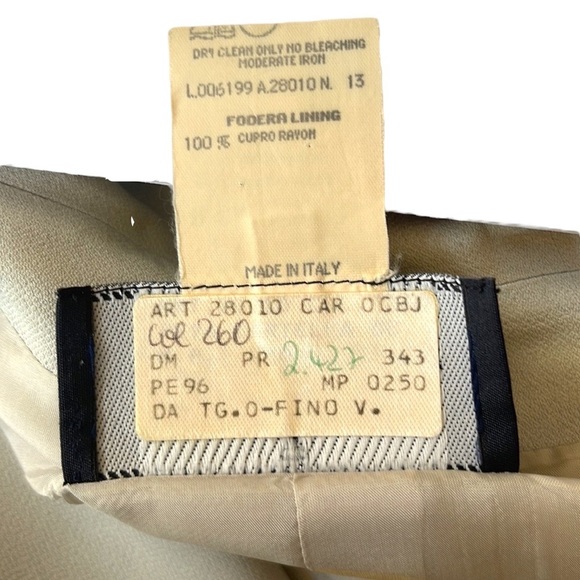 DRY CLEAN ONLY NO BLEACHING
MODERATE IRON
L.006199 A.28010 N. 13
FODERA LINING
100 % CUPRO RAYON
MADE IN ITALY
ART 28010 CAR OCBJ
Col 260
DM PR 2.427 343
PE96 MP 0250
DA TG.0-FINO V.